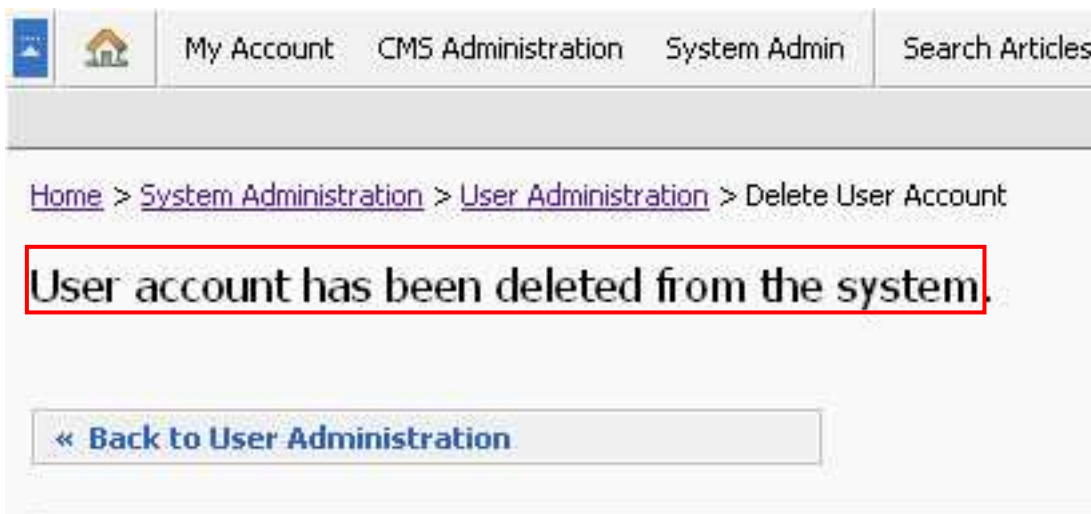 My Account CMS Administration System Admin Search Articles
Home > System Administration > User Administration > Delete User Account
User account has been deleted from the system.
« Back to User Administration